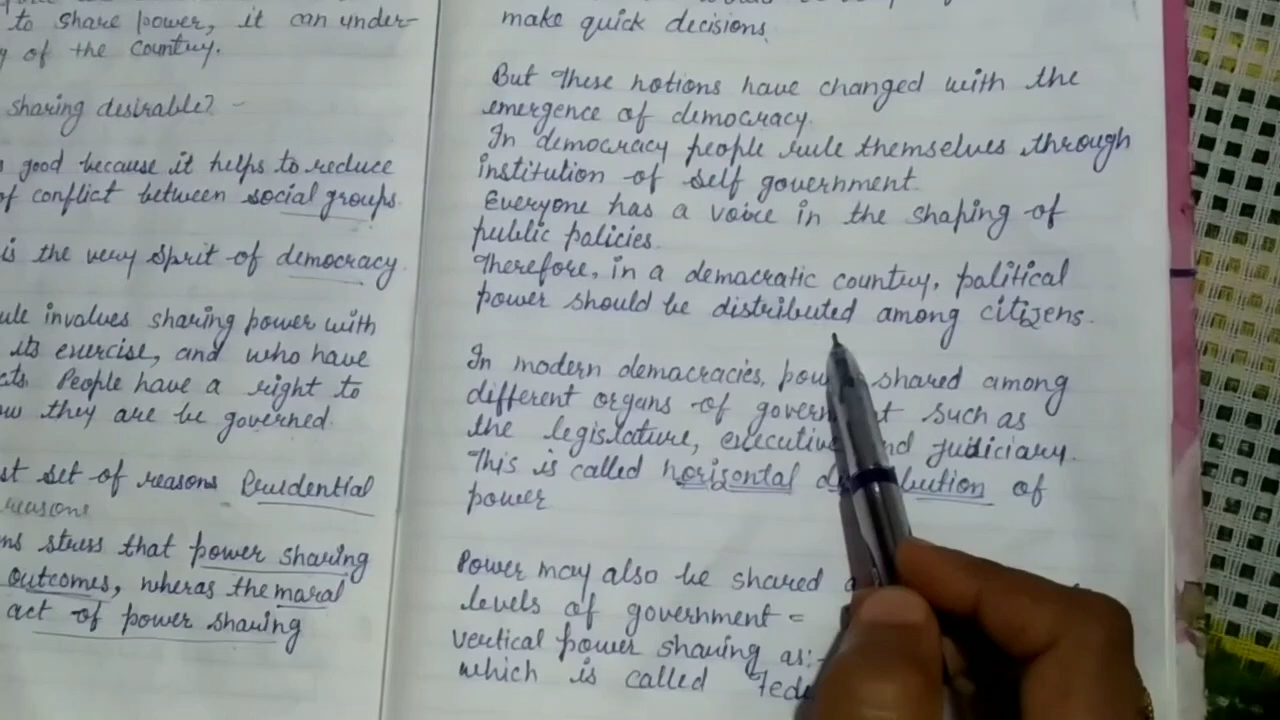 to share power, it can under-
of the country.
sharing desirable? -
good because it helps to reduce
of conflict between social groups.
is the very sprit of democracy.
involves sharing power with
its exercise, and who have
People have a right to
they are be governed.
set of reasons Prudential
reasons
stress that power sharing
outcomes, wheras the moral
act of power sharing
make quick decisions.
But these notions have changed with the
emergence of democracy.
In democracy people rule themselves through
institution of self government.
Everyone has a voice in the shaping of
public policies.
Therefore, in a democratic country, political
power should be distributed among citizens.
In modern democracies, shared among
different organs of such as
the legislature, executive judiciary.
This is called horizontal of
power
Power may also be shared
levels of government =
vertical power sharing as:-
which is called